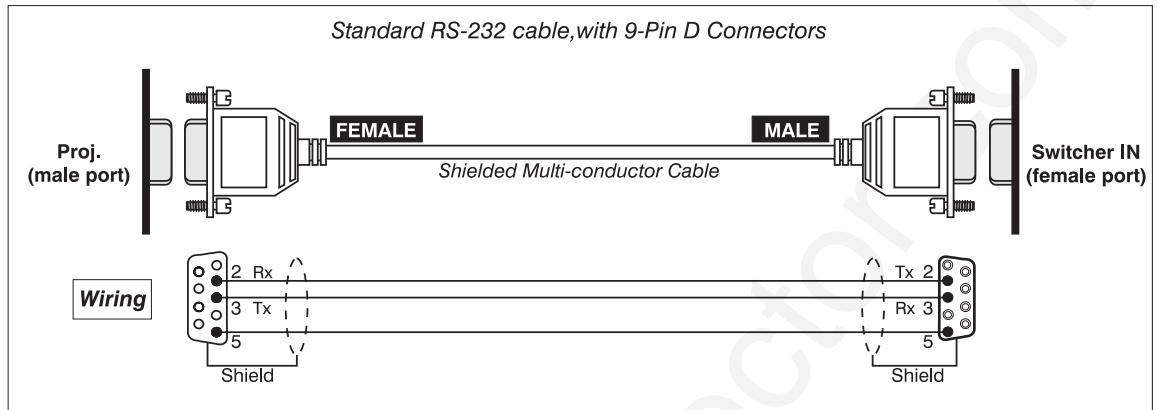 Standard RS-232 cable,with 9-Pin D Connectors
FEMALE
MALE
Proj.
(male port)
Shielded Multi-conductor Cable
Switcher IN
(female port)
Wiring
2 Rx
3 Tx
5
Shield
Tx 2
Rx 3
5
Shield